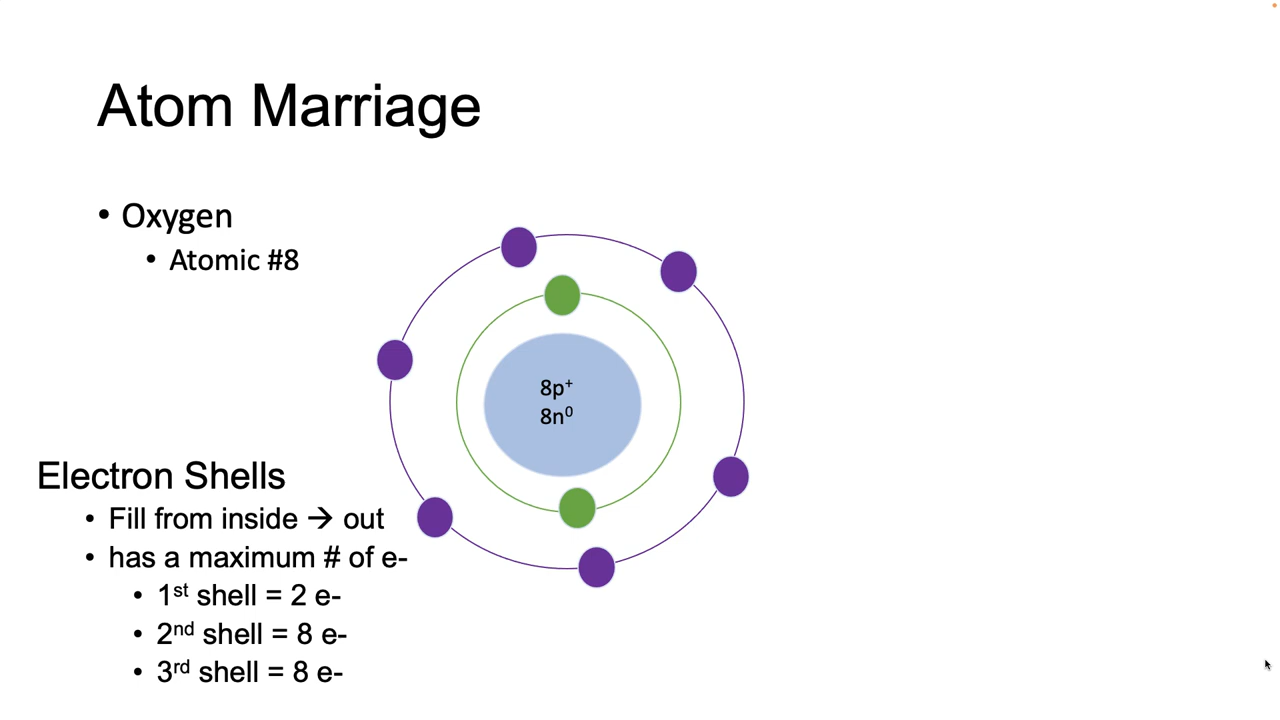 Atom Marriage
• Oxygen
• Atomic #8
8p⁺
8n⁰
Electron Shells
• Fill from inside → out
• has a maximum # of e-
• 1ˢᵗ shell = 2 e-
• 2ⁿᵈ shell = 8 e-
• 3ʳᵈ shell = 8 e-